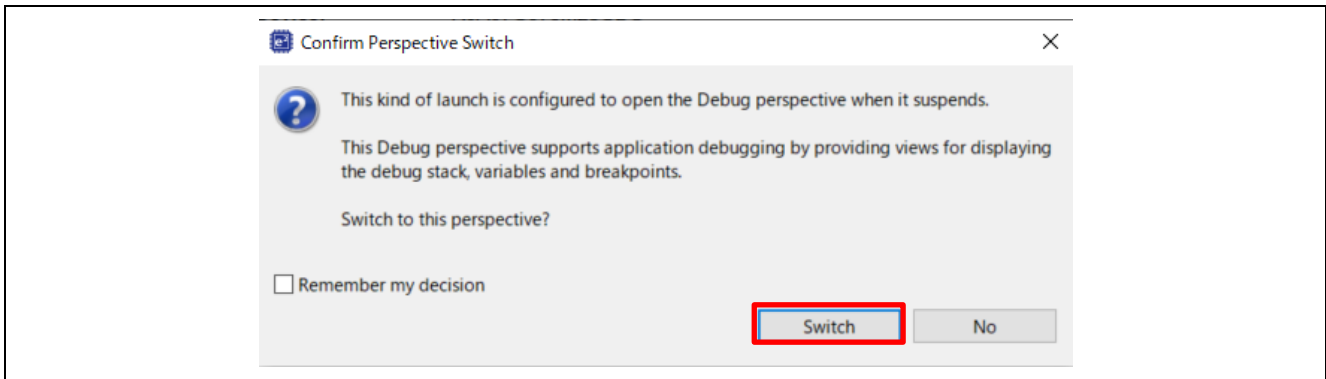 Confirm Perspective Switch
This kind of launch is configured to open the Debug perspective when it suspends.
This Debug perspective supports application debugging by providing views for displaying
the debug stack, variables and breakpoints.
Switch to this perspective?
Remember my decision
Switch No